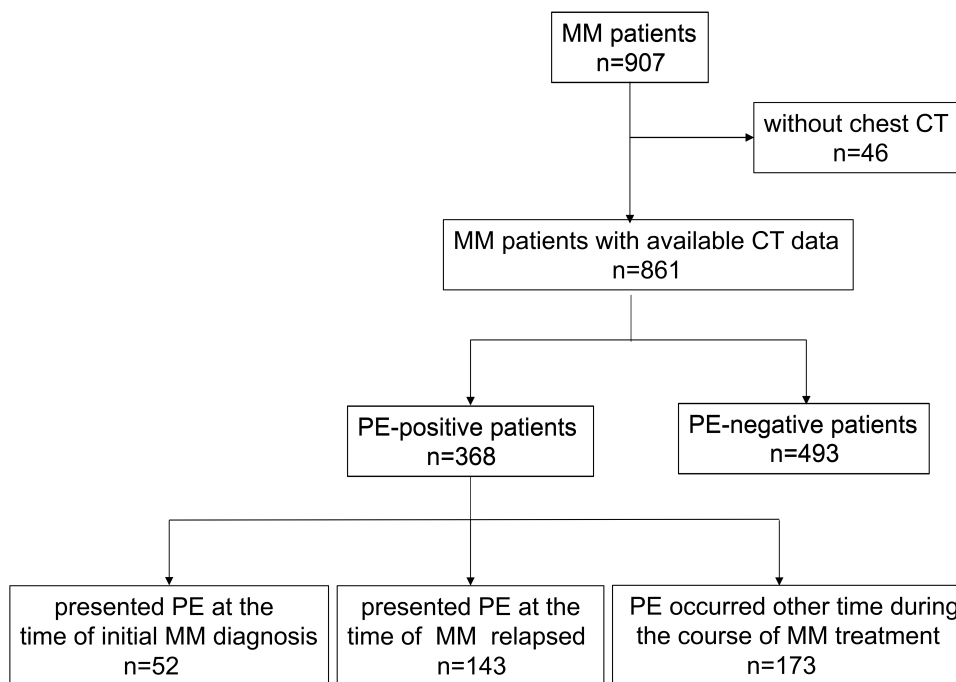 MM patients
n=907
without chest CT
n=46
MM patients with available CT data
n=861
PE-positive patients
n=368
PE-negative patients
n=493
presented PE at the
time of initial MM diagnosis
n=52
presented PE at the
time of MM relapsed
n=143
PE occurred other time during
the course of MM treatment
n=173